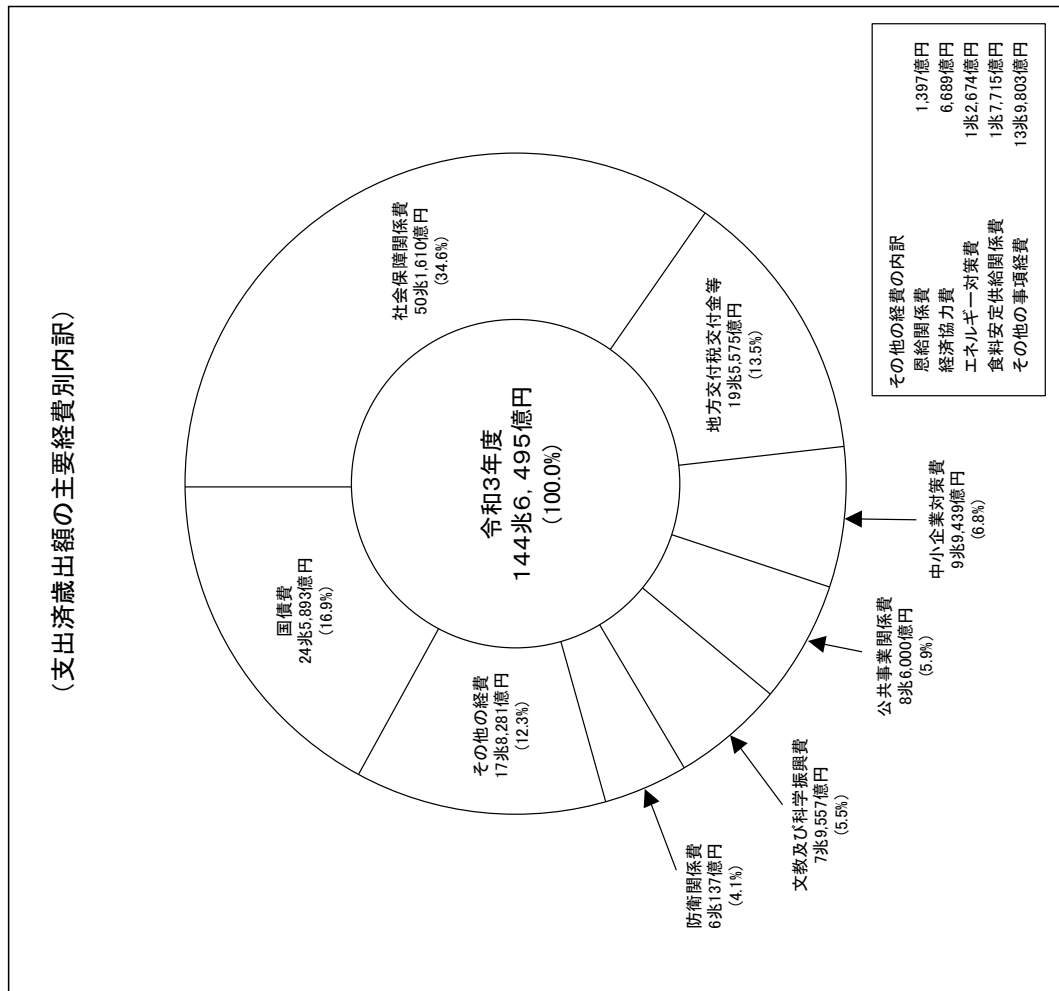 (支出済歳出額の主要経費別内訳)
令和3年度
144兆6,495億円
(100.0%)
社会保障関係費
50兆1,610億円
(34.6%)
地方交付税交付金等
19兆5,575億円
(13.5%)
中小企業対策費
9兆9,439億円
(6.8%)
公共事業関係費
8兆6,000億円
(5.9%)
文教及び科学振興費
7兆9,557億円
(5.5%)
防衛関係費
6兆137億円
(4.1%)
その他の経費
17兆8,281億円
(12.3%)
国債費
24兆5,893億円
(16.9%)
その他の経費の内訳
恩給関係費 1,397億円
経済協力費 6,689億円
エネルギー対策費 1兆2,674億円
食料安定供給関係費 1兆7,715億円
その他の事項経費 13兆9,803億円